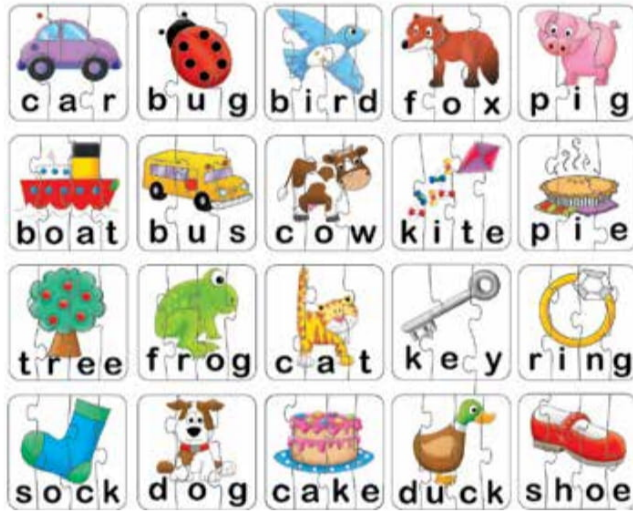 car bug bird fox pig
boat bus cow kite pie
tree frog cat key ring
sock dog cake duck shoe